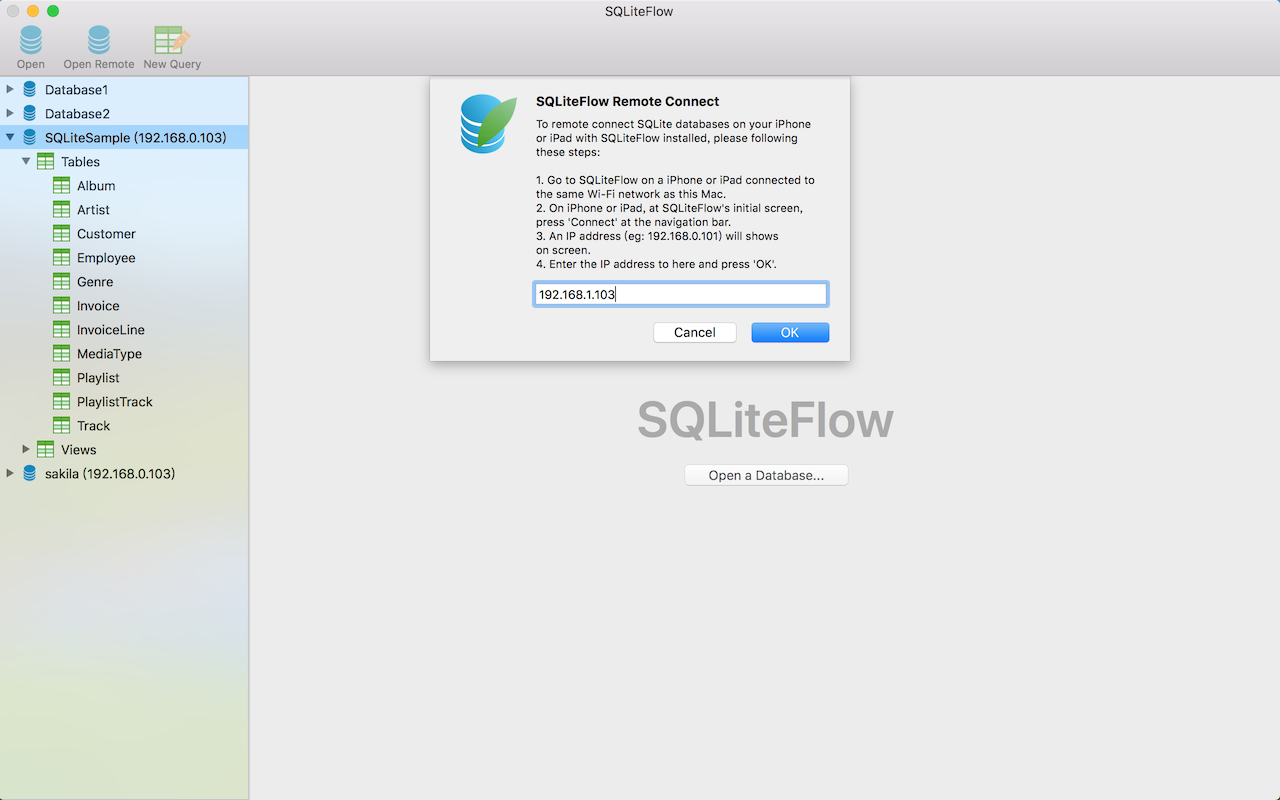 SQLiteFlow
Open
Open Remote
New Query
Database1
Database2
SQLiteSample (192.168.0.103)
Tables
Album
Artist
Customer
Employee
Genre
Invoice
InvoiceLine
MediaType
Playlist
PlaylistTrack
Track
Views
sakila (192.168.0.103)
SQLiteFlow Remote Connect
To remote connect SQLite databases on your iPhone
or iPad with SQLiteFlow installed, please following
these steps:
1. Go to SQLiteFlow on a iPhone or iPad connected to
the same Wi-Fi network as this Mac.
2. On iPhone or iPad, at SQLiteFlow's initial screen,
press 'Connect' at the navigation bar.
3. An IP address (eg: 192.168.0.101) will shows
on screen.
4. Enter the IP address to here and press 'OK'.
192.168.1.103
Cancel
OK
SQLiteFlow
Open a Database...